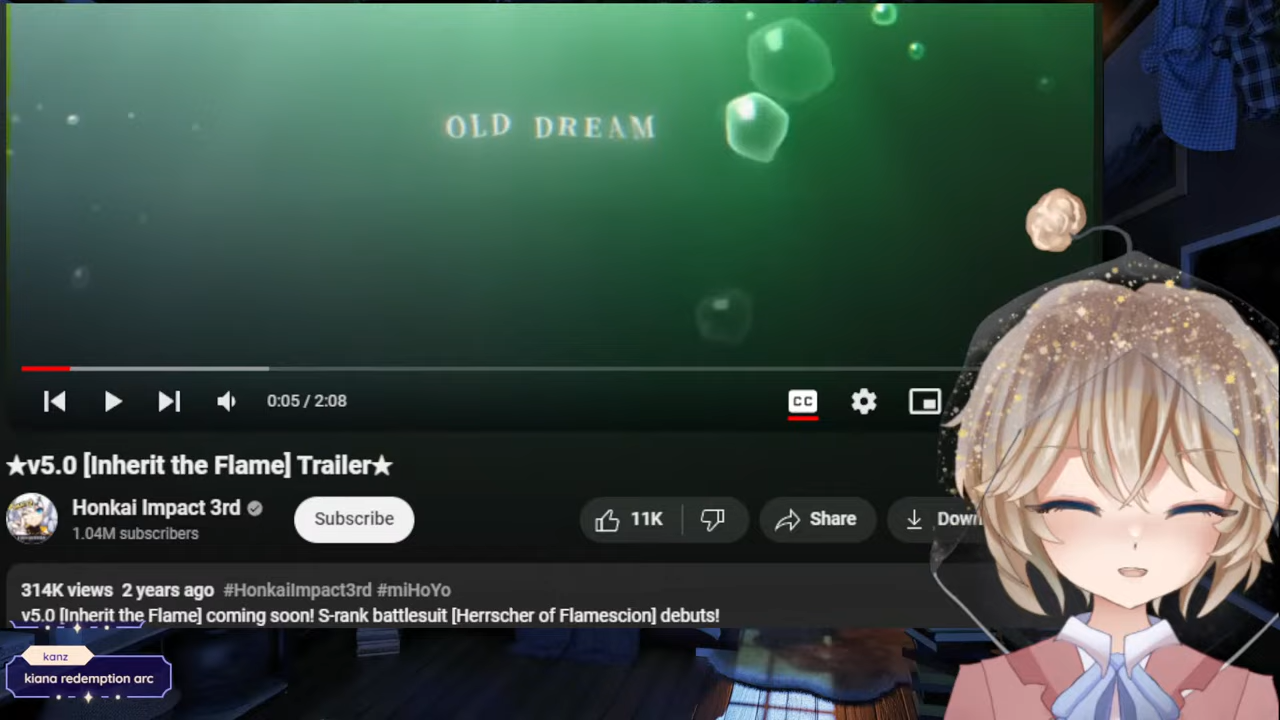 OLD DREAM
0:05 / 2:08
CC
★v5.0 [Inherit the Flame] Trailer★
Honkai Impact 3rd
1.04M subscribers
Subscribe
11K
Share
Down
314K views 2 years ago #HonkaiImpact3rd #miHoYo
v5.0 [Inherit the Flame] coming soon! S-rank battlesuit [Herrscher of Flamescion] debuts!
kanz
kiana redemption arc